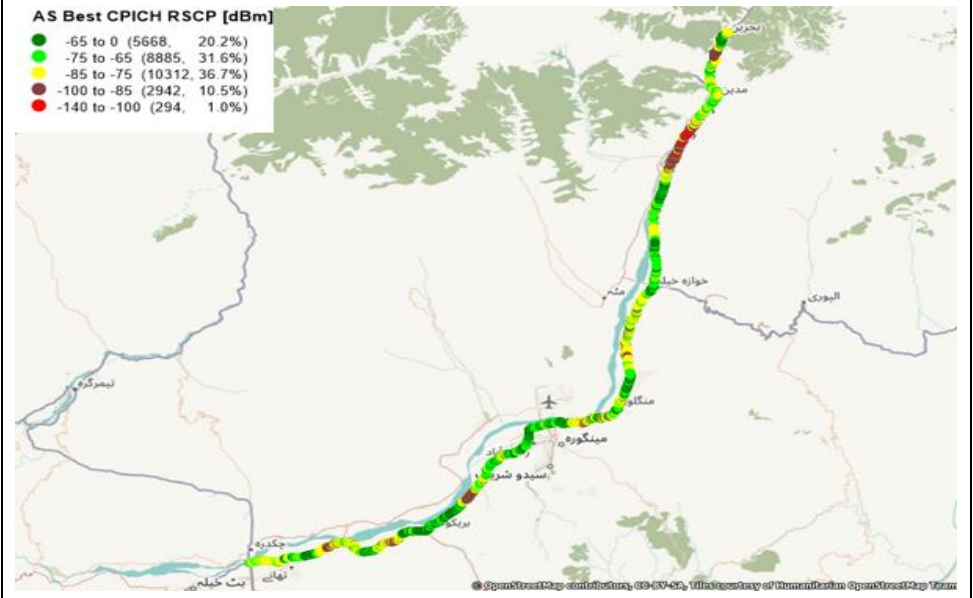 AS Best CPICH RSCP [dBm]
-65 to 0 (5668, 20.2%)
-75 to -65 (8885, 31.6%)
-85 to -75 (10312, 36.7%)
-100 to -85 (2942, 10.5%)
-140 to -100 (294, 1.0%)
بحرین
مدین
خوازه خیلہ
مٹہ
الپوری
تیمرگرہ
منگلور
مینگورہ
سیدو شریف
بریکوٹ
چکدرہ
تھانے
بٹ خیلہ
© OpenStreetMap contributors, CC-BY-SA, Tiles courtesy of Humanitarian OpenStreetMap Team